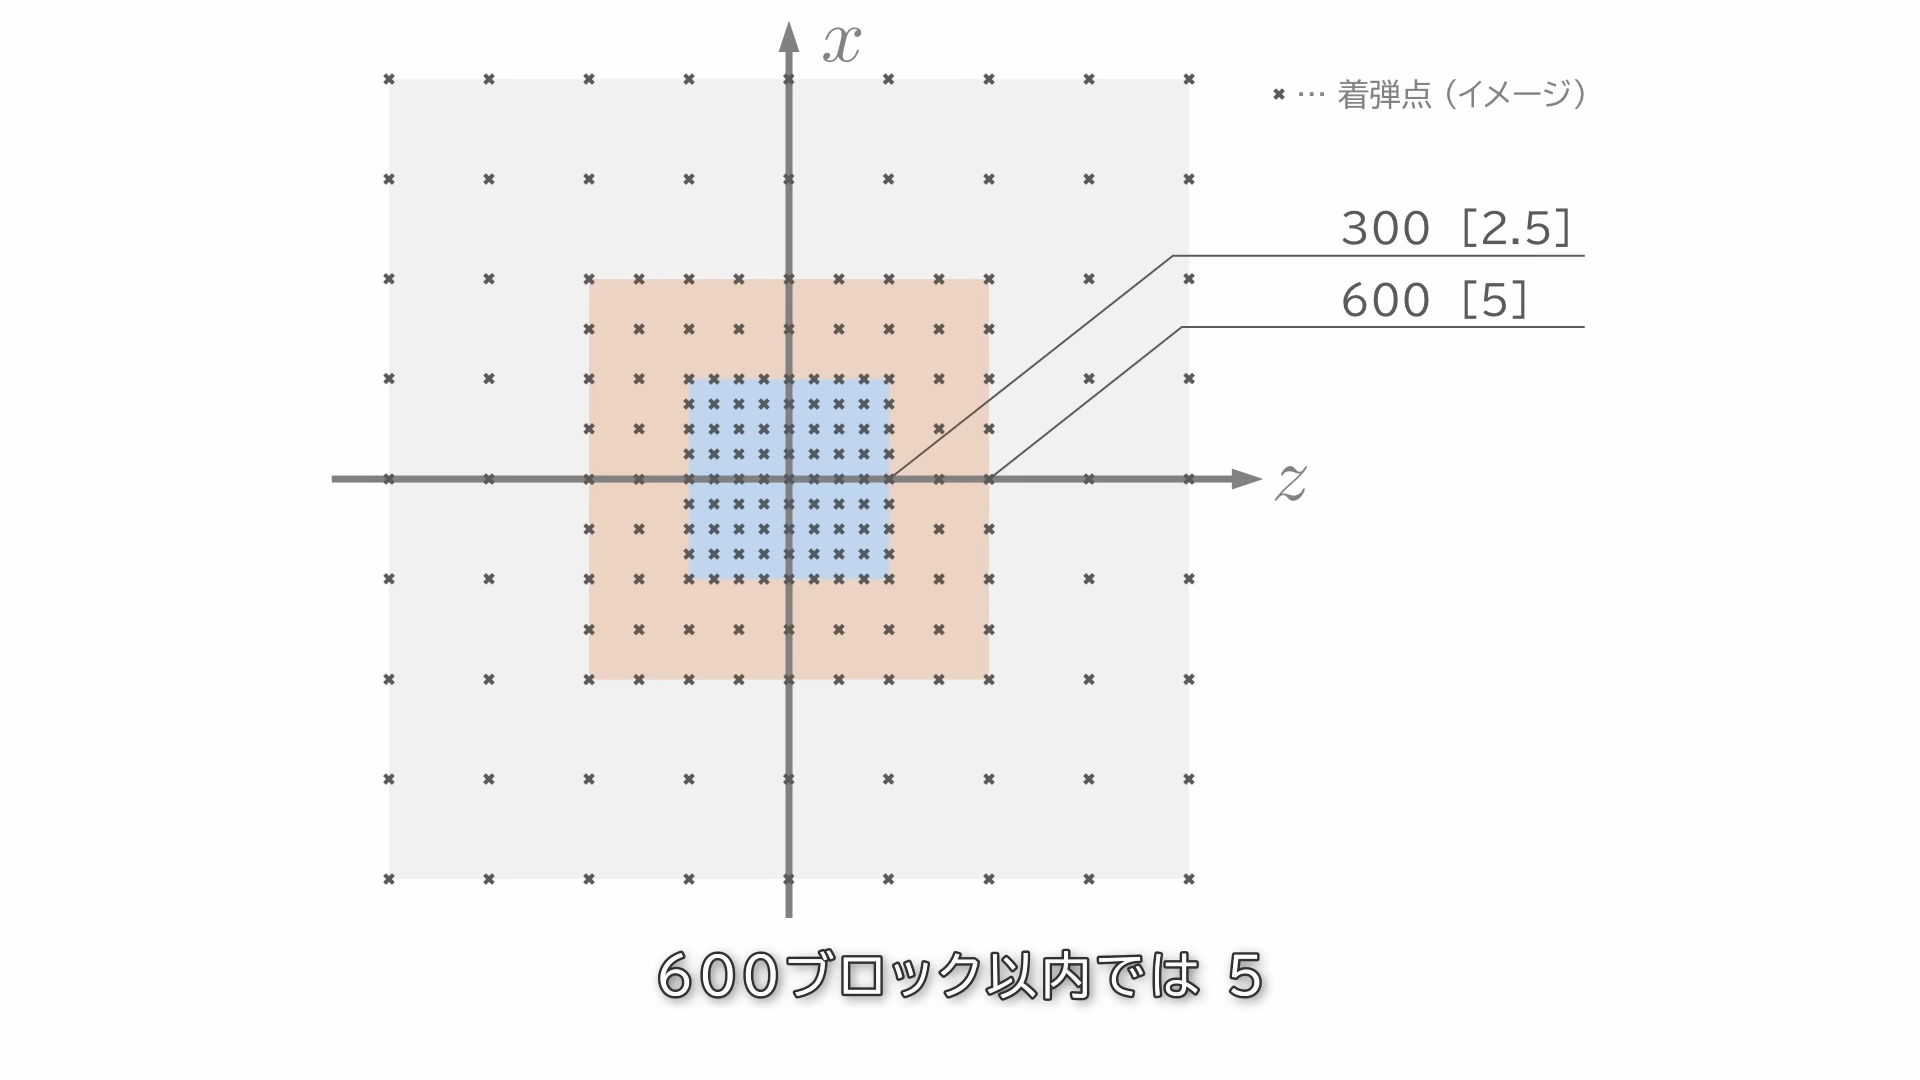 x
× … 着弾点（イメージ）
300 [2.5]
600 [5]
z
600ブロック以内では 5